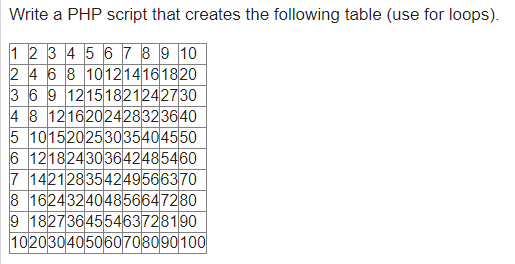 Write a PHP script that creates the following table (use for loops).
1 2 3 4 5 6 7 8 9 10
2 4 6 8 10 12 14 16 18 20
3 6 9 12 15 18 21 24 27 30
4 8 12 16 20 24 28 32 36 40
5 10 15 20 25 30 35 40 45 50
6 12 18 24 30 36 42 48 54 60
7 14 21 28 35 42 49 56 63 70
8 16 24 32 40 48 56 64 72 80
9 18 27 36 45 54 63 72 81 90
10 20 30 40 50 60 70 80 90 100